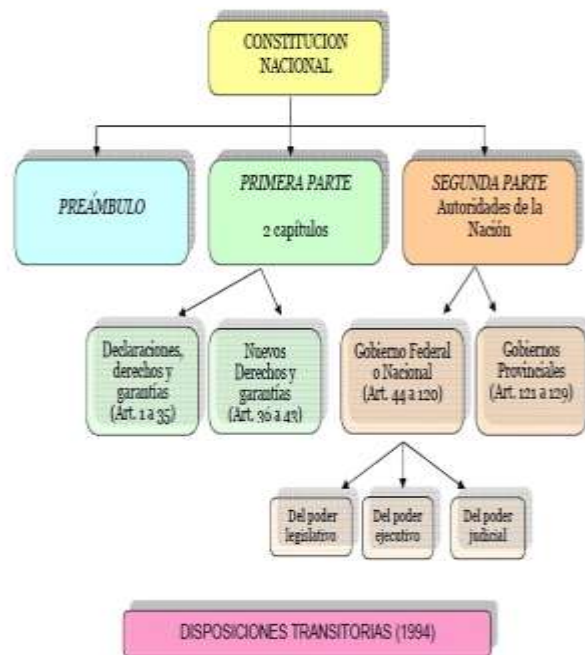 CONSTITUCION
NACIONAL
PREÁMBULO
PRIMERA PARTE
2 capítulos
SEGUNDA PARTE
Autoridades de la
Nación
Declaraciones,
derechos y
garantías
(Art. 1 a 35)
Nuevos
Derechos y
garantías
(Art. 36 a 43)
Gobierno Federal
o Nacional
(Art. 44 a 120)
Gobiernos
Provinciales
(Art. 121 a 129)
Del poder
legislativo
Del poder
ejecutivo
Del poder
judicial
DISPOSICIONES TRANSITORIAS (1994)